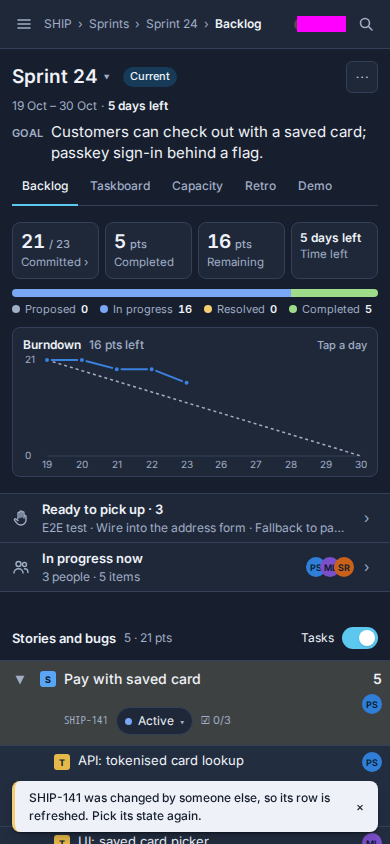 SHIP › Sprints › Sprint 24 › Backlog
Sprint 24 ▾ Current ···
19 Oct – 30 Oct · 5 days left
GOAL Customers can check out with a saved card;
passkey sign-in behind a flag.
Backlog Taskboard Capacity Retro Demo
21 / 23 5 pts 16 pts 5 days left
Committed › Completed Remaining Time left
Proposed 0 In progress 16 Resolved 0 Completed 5
Burndown 16 pts left Tap a day
21
0
19 20 21 22 23 26 27 28 29 30
Ready to pick up · 3
E2E test · Wire into the address form · Fallback to pa...
In progress now
3 people · 5 items
PS ML SR
Stories and bugs 5 · 21 pts Tasks
S Pay with saved card 5
PS
SHIP-141 Active 0/3
T API: tokenised card lookup PS
SHIP-141 was changed by someone else, so its row is
refreshed. Pick its state again. ×
T UI: saved card picker